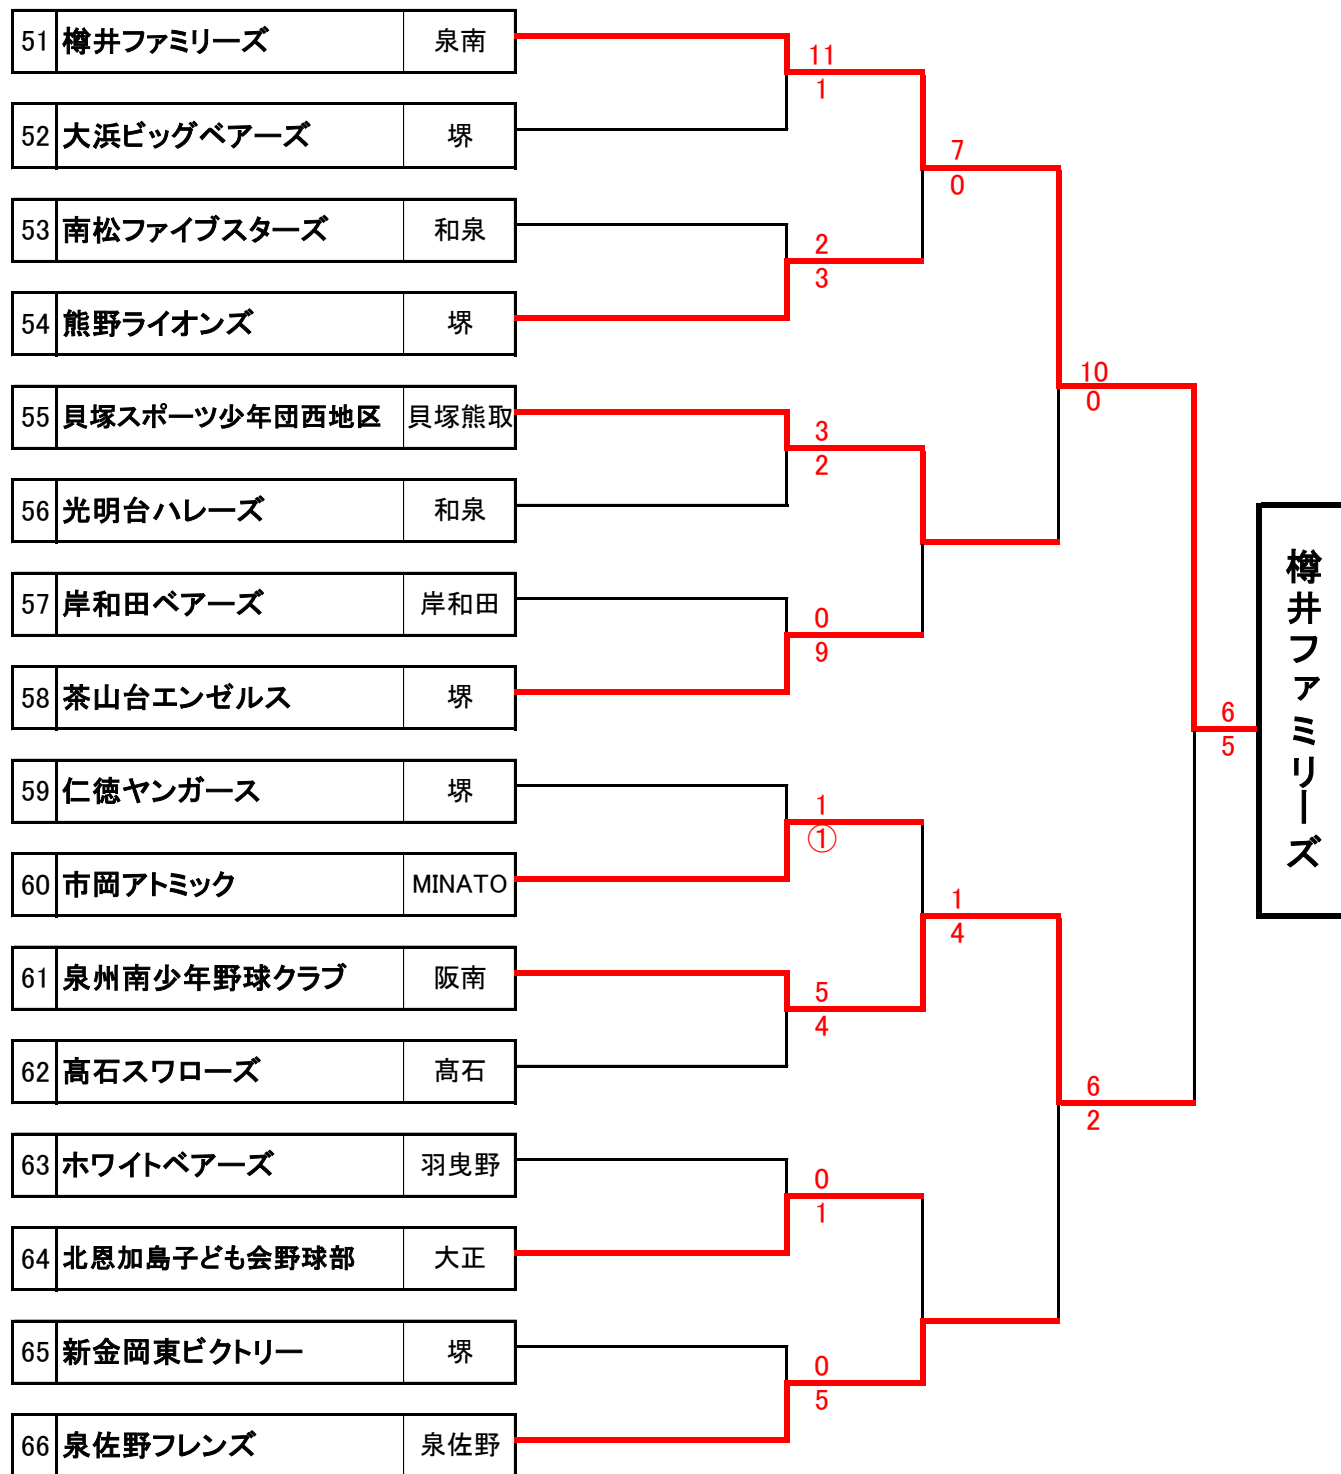 51 樽井ファミリーズ 泉南
52 大浜ビッグベアーズ 堺
53 南松ファイブスターズ 和泉
54 熊野ライオンズ 堺
55 貝塚スポーツ少年団西地区 貝塚熊取
56 光明台ハレーズ 和泉
57 岸和田ベアーズ 岸和田
58 茶山台エンゼルス 堺
59 仁徳ヤンガース 堺
60 市岡アトミック MINATO
61 泉州南少年野球クラブ 阪南
62 髙石スワローズ 髙石
63 ホワイトベアーズ 羽曳野
64 北恩加島子ども会野球部 大正
65 新金岡東ビクトリー 堺
66 泉佐野フレンズ 泉佐野
11
1
2
3
3
2
0
9
1
①
5
4
0
1
0
5
7
0
1
4
10
0
6
2
6
5
樽井ファミリーズ